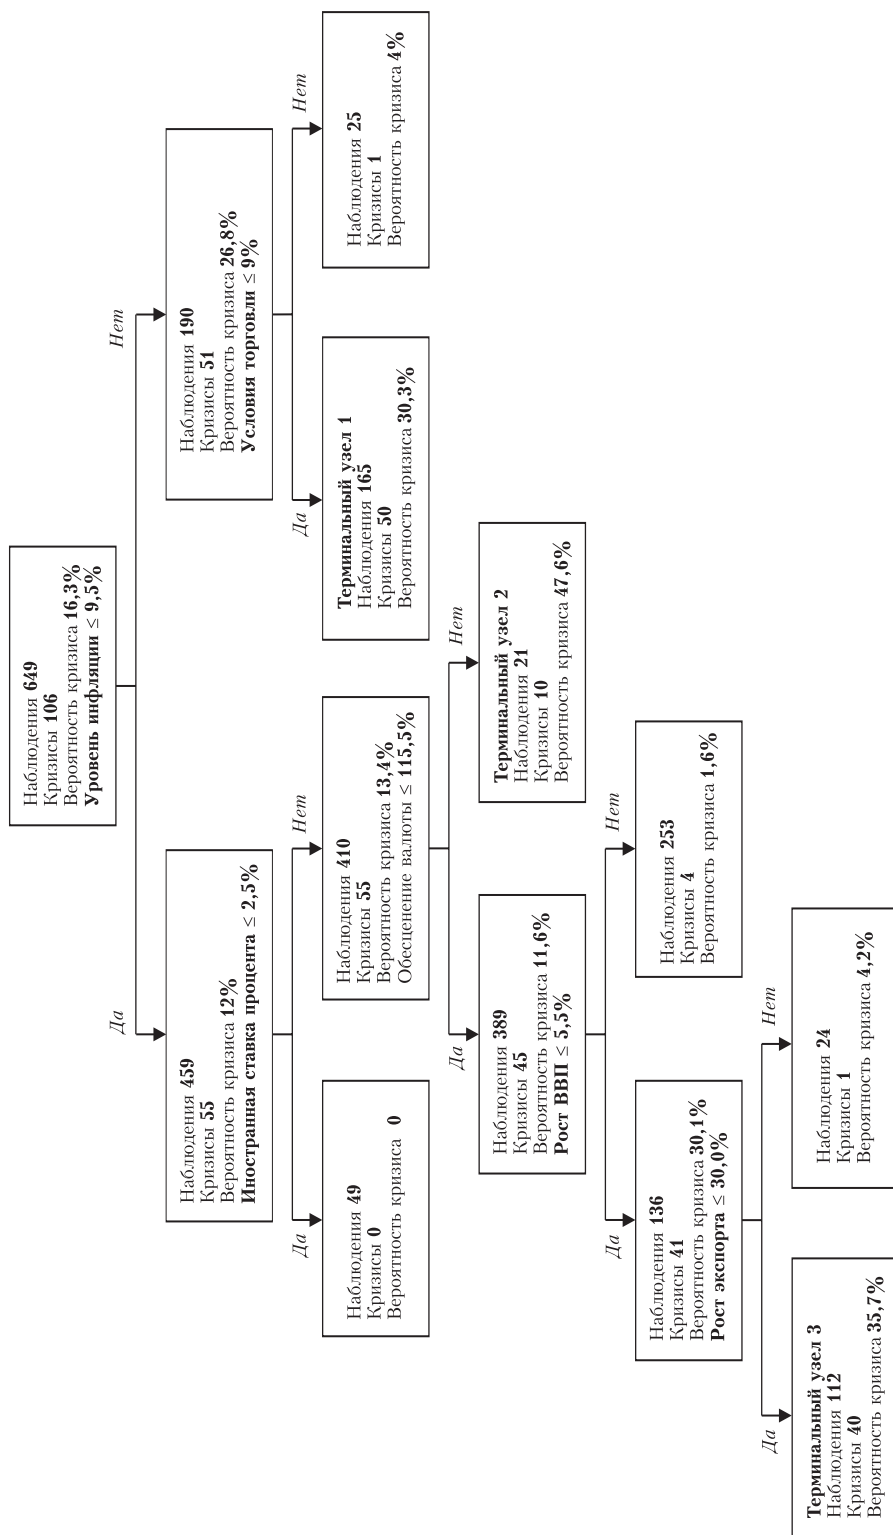 Наблюдения 649
Кризисы 106
Вероятность кризиса 16,3%
Уровень инфляции ≤ 9,5%
Да
Нет
Наблюдения 459
Кризисы 55
Вероятность кризиса 12%
Иностранная ставка процента ≤ 2,5%
Наблюдения 190
Кризисы 51
Вероятность кризиса 26,8%
Условия торговли ≤ 9%
Да
Нет
Да
Нет
Наблюдения 49
Кризисы 0
Вероятность кризиса 0
Наблюдения 410
Кризисы 55
Вероятность кризиса 13,4%
Обесценение валюты ≤ 115,5%
Терминальный узел 1
Наблюдения 165
Кризисы 50
Вероятность кризиса 30,3%
Наблюдения 25
Кризисы 1
Вероятность кризиса 4%
Да
Нет
Наблюдения 389
Кризисы 45
Вероятность кризиса 11,6%
Рост ВВП ≤ 5,5%
Терминальный узел 2
Наблюдения 21
Кризисы 10
Вероятность кризиса 47,6%
Да
Нет
Наблюдения 136
Кризисы 41
Вероятность кризиса 30,1%
Рост экспорта ≤ 30,0%
Наблюдения 253
Кризисы 4
Вероятность кризиса 1,6%
Да
Нет
Терминальный узел 3
Наблюдения 112
Кризисы 40
Вероятность кризиса 35,7%
Наблюдения 24
Кризисы 1
Вероятность кризиса 4,2%